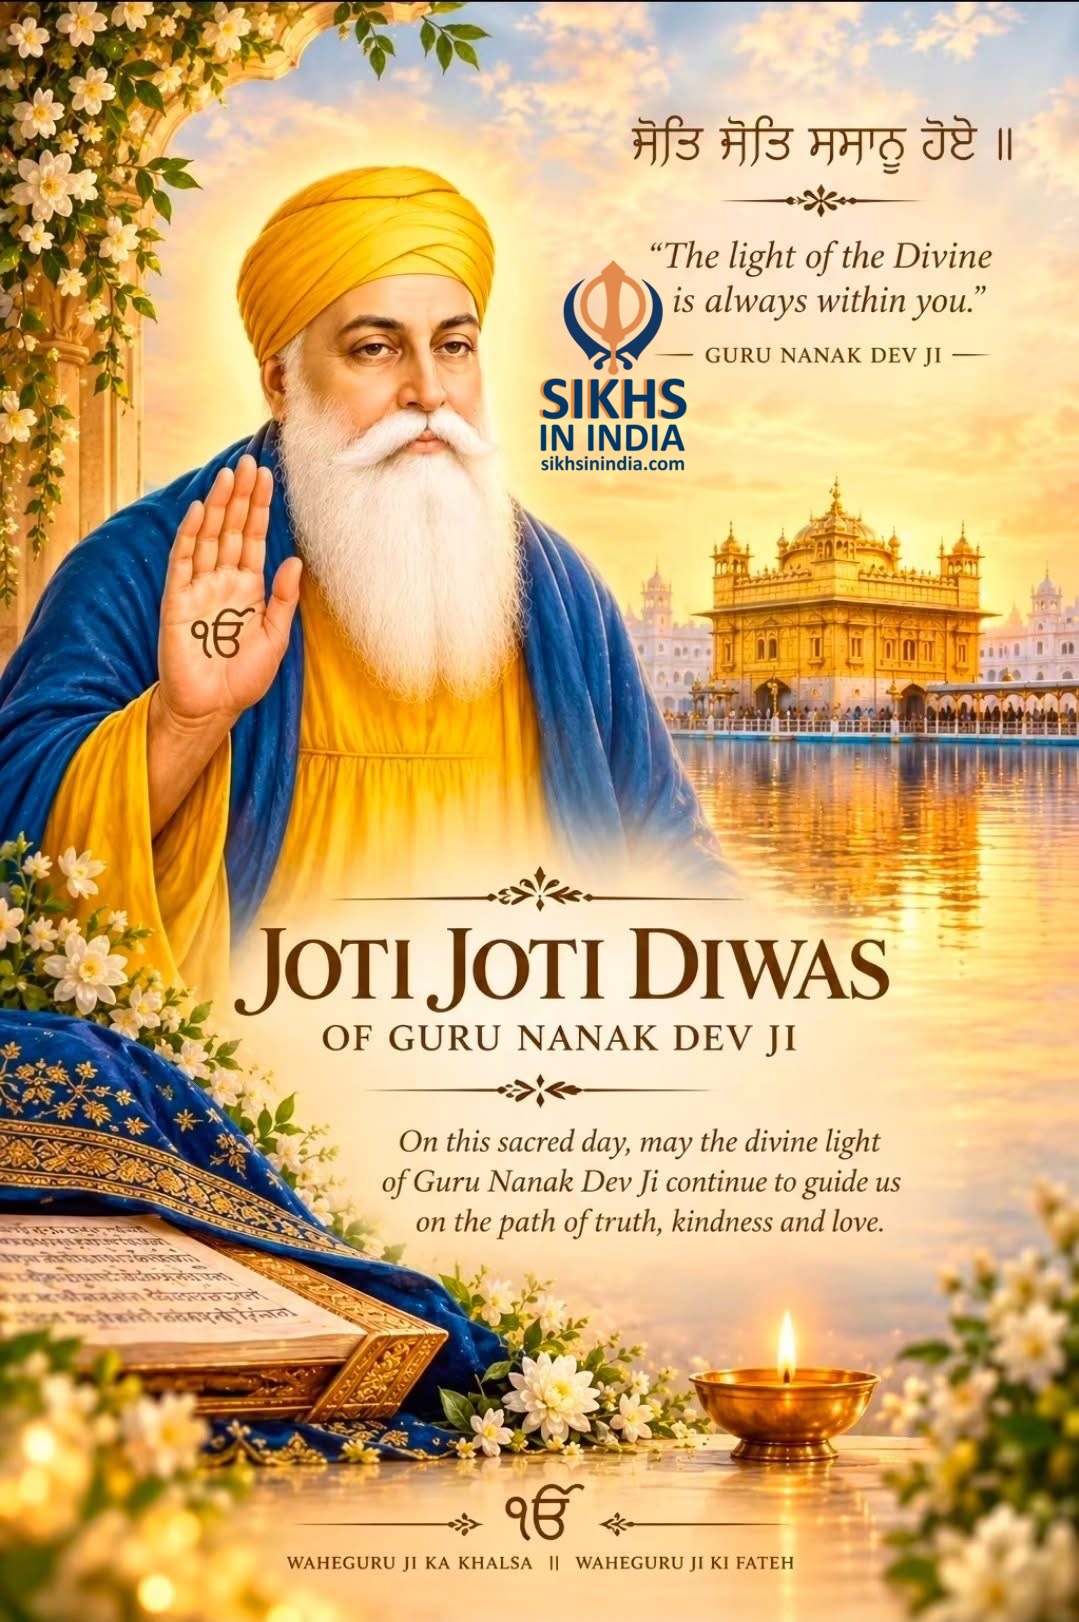 ਜੋਤਿ ਜੋਤਿ ਸਸਾਨੂ ਹੋਏ ॥
“The light of the Divine
is always within you.”
GURU NANAK DEV JI
SIKHS
IN INDIA
sikhsinindia.com
ੴ
JOTI JOTI DIWAS
OF GURU NANAK DEV JI
On this sacred day, may the divine light
of Guru Nanak Dev Ji continue to guide us
on the path of truth, kindness and love.
ੴ
WAHEGURU JI KA KHALSA || WAHEGURU JI KI FATEH